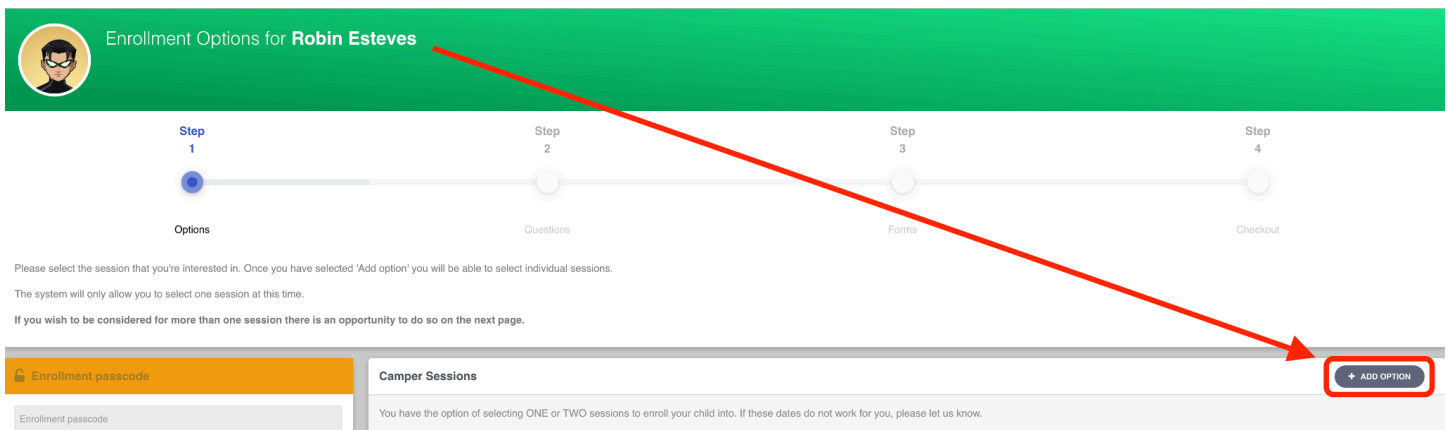 Enrollment Options for Robin Esteves
Step
1
Step
2
Step
3
Step
4
Options
Questions
Forms
Checkout
Please select the session that you're interested in. Once you have selected 'Add option' you will be able to select individual sessions.
The system will only allow you to select one session at this time.
If you wish to be considered for more than one session there is an opportunity to do so on the next page.
Enrollment passcode
Enrollment passcode
Camper Sessions
+ ADD OPTION
You have the option of selecting ONE or TWO sessions to enroll your child into. If these dates do not work for you, please let us know.